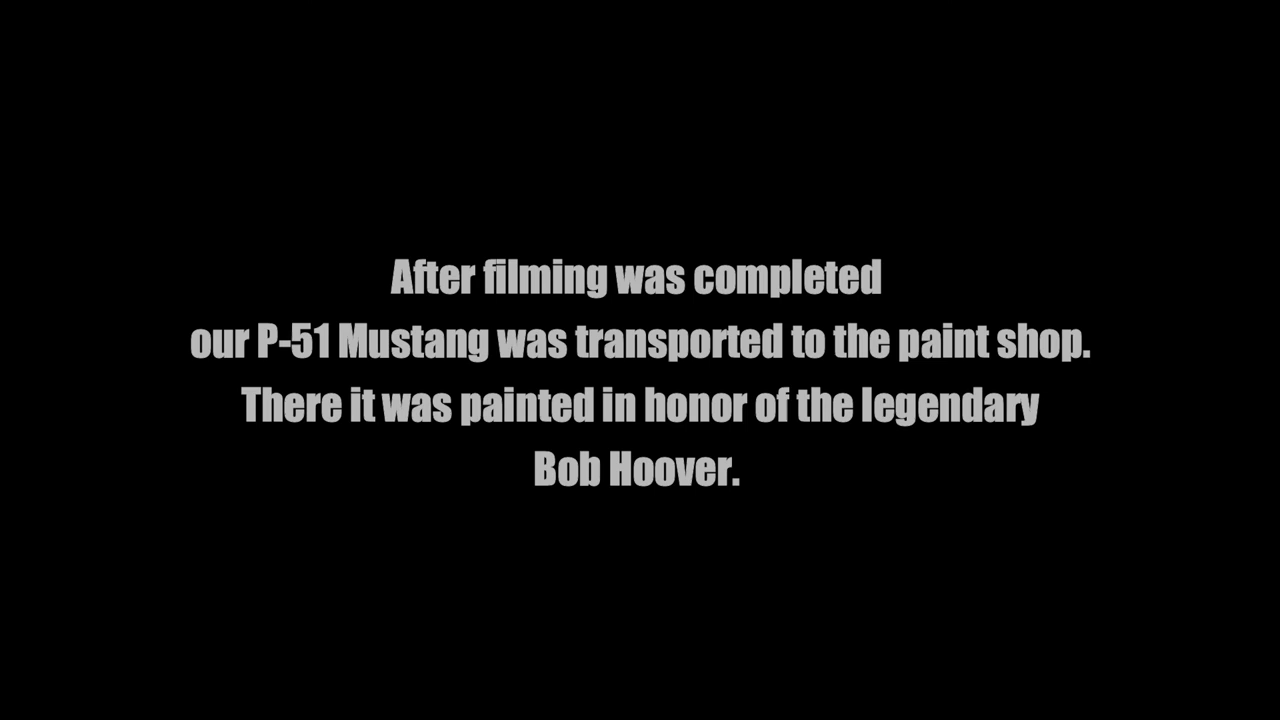 After filming was completed
our P-51 Mustang was transported to the paint shop.
There it was painted in honor of the legendary
Bob Hoover.